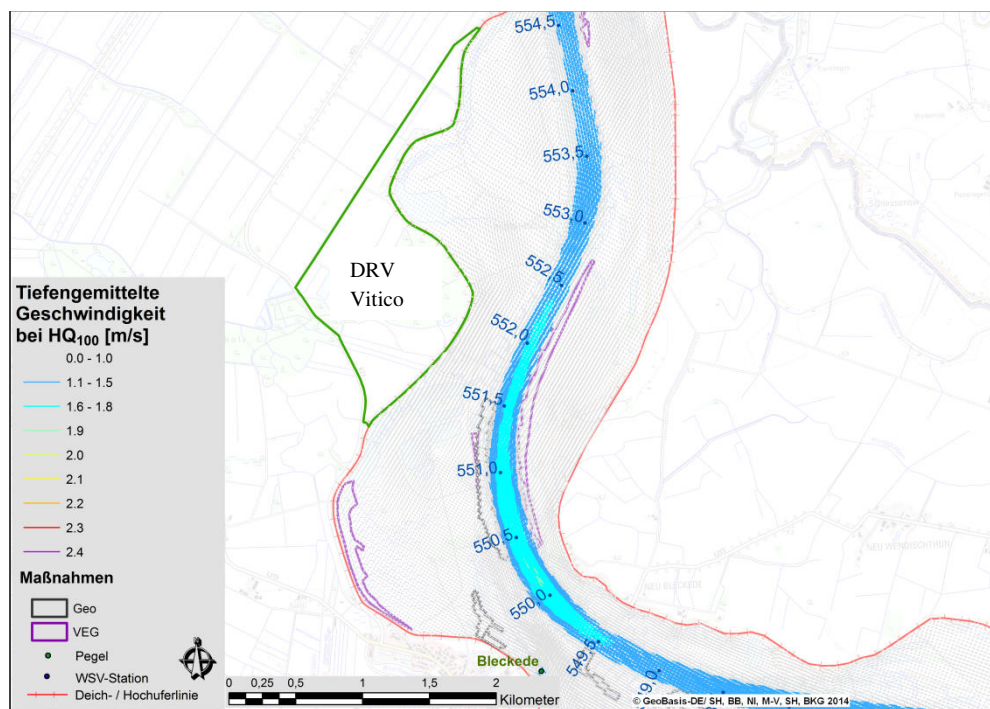 554,5
554,0
553,5
553,0
552,5
552,0
551,5
551,0
550,5
550,0
549,5
DRV
Vitico
Tiefengemittelte
Geschwindigkeit
bei HQ100 [m/s]
0.0 - 1.0
1.1 - 1.5
1.6 - 1.8
1.9
2.0
2.1
2.2
2.3
2.4
Maßnahmen
Geo
VEG
Pegel
WSV-Station
Deich- / Hochuferlinie
NEU WENDISCHTHUN
NEU BLECKEDE
Bleckede
0 0,25 0,5 1 1,5 2
Kilometer
© GeoBasis-DE/ SH, BB, NI, M-V, SH, BKG 2014